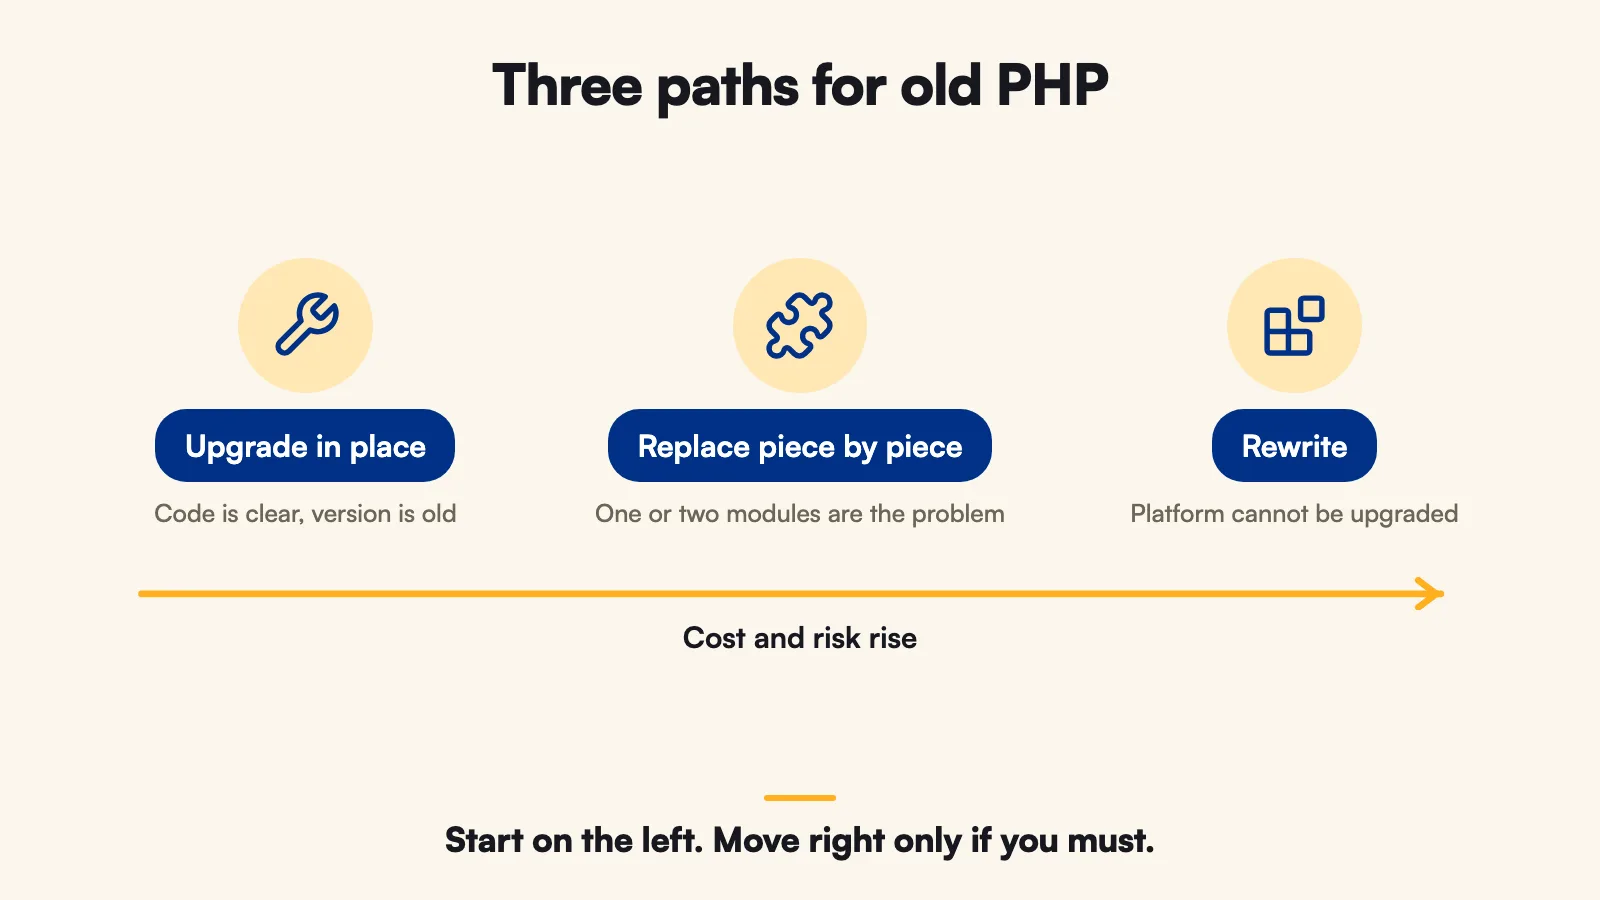 Three paths for old PHP
Upgrade in place
Replace piece by piece
Rewrite
Code is clear, version is old
One or two modules are the problem
Platform cannot be upgraded
Cost and risk rise
Start on the left. Move right only if you must.